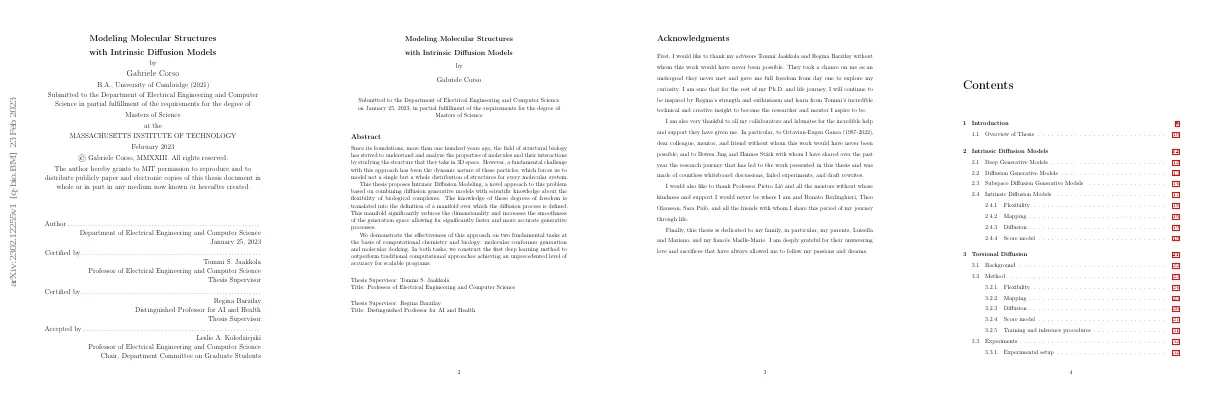 arXiv:2302.12255v1 [q-bio.BM] 23 Feb 2023
Modeling Molecular Structures
with Intrinsic Diffusion Models
by
Gabriele Corso
B.A., University of Cambridge (2021)
Submitted to the Department of Electrical Engineering and Computer
Science in partial fulfillment of the requirements for the degree of
Masters of Science
at the
MASSACHUSETTS INSTITUTE OF TECHNOLOGY
February 2023
© Gabriele Corso, MMXXIII. All rights reserved.
The author hereby grants to MIT permission to reproduce and to
distribute publicly paper and electronic copies of this thesis document in
whole or in part in any medium now known or hereafter created.
Author
Department of Electrical Engineering and Computer Science
January 25, 2023
Certified by
Tommi S. Jaakkola
Professor of Electrical Engineering and Computer Science
Thesis Supervisor
Certified by
Regina Barzilay
Distinguished Professor for AI and Health
Thesis Supervisor
Accepted by
Leslie A. Kolodziejski
Professor of Electrical Engineering and Computer Science
Chair, Department Committee on Graduate Students
Modeling Molecular Structures
with Intrinsic Diffusion Models
by
Gabriele Corso
Submitted to the Department of Electrical Engineering and Computer Science
on January 25, 2023, in partial fulfillment of the requirements for the degree of
Masters of Science
Abstract
Since its foundations, more than one hundred years ago, the field of structural biology
has strived to understand and analyze the properties of molecules and their interactions
by studying the structure that they take in 3D space. However, a fundamental challenge
with this approach has been the dynamic nature of these particles, which forces us to
model not a single but a whole distribution of structures for every molecular system.
This thesis proposes Intrinsic Diffusion Modeling, a novel approach to this problem
based on combining diffusion generative models with scientific knowledge about the
flexibility of biological complexes. The knowledge of these degrees of freedom is
translated into the definition of a manifold over which the diffusion process is defined.
This manifold significantly reduces the dimensionality and increases the smoothness
of the generation space allowing for significantly faster and more accurate generative
processes.
We demonstrate the effectiveness of this approach on two fundamental tasks at
the basis of computational chemistry and biology: molecular conformer generation
and molecular docking. In both tasks, we construct the first deep learning method to
outperform traditional computational approaches achieving an unprecedented level of
accuracy for scalable programs.
Thesis Supervisor: Tommi S. Jaakkola
Title: Professor of Electrical Engineering and Computer Science
Thesis Supervisor: Regina Barzilay
Title: Distinguished Professor for AI and Health
2
Acknowledgments
First, I would like to thank my advisors Tommi Jaakkola and Regina Barzilay without
whom this work would have never been possible. They took a chance on me as an
undergrad they never met and gave me full freedom from day one to explore my
curiosity. I am sure that for the rest of my Ph.D. and life journey, I will continue to
be inspired by Regina's strength and enthusiasm and learn from Tommi's incredible
technical and creative insight to become the researcher and mentor I aspire to be.
I am also very thankful to all my collaborators and labmates for the incredible help
and support they have given me. In particular, to Octavian-Eugen Ganea (1987-2022),
dear colleague, mentor, and friend without whom this work would have never been
possible; and to Bowen Jing and Hannes Stärk with whom I have shared over the past
year the research journey that has led to the work presented in this thesis and was
made of countless whiteboard discussions, failed experiments, and draft rewrites.
I would also like to thank Professor Pietro Liò and all the mentors without whose
kindness and support I would never be where I am and Renato Berlinghieri, Theo
Olausson, Sara Pidò, and all the friends with whom I share this period of my journey
through life.
Finally, this thesis is dedicated to my family, in particular, my parents, Luisella
and Mariano, and my fiancée Maëlle-Marie. I am deeply grateful for their unwavering
love and sacrifices that have always allowed me to follow my passions and dreams.
3
Contents
1 Introduction
1.1 Overview of Thesis
2 Intrinsic Diffusion Models
2.1 Deep Generative Models
2.2 Diffusion Generative Models
2.3 Subspace Diffusion Generative Models
2.4 Intrinsic Diffusion Models
2.4.1 Flexibility
2.4.2 Mapping
2.4.3 Diffusion
2.4.4 Score model
3 Torsional Diffusion
3.1 Background
3.2 Method
3.2.1 Flexibility
3.2.2 Mapping
3.2.3 Diffusion
3.2.4 Score model
3.2.5 Training and inference procedures
3.3 Experiments
3.3.1 Experimental setup
4